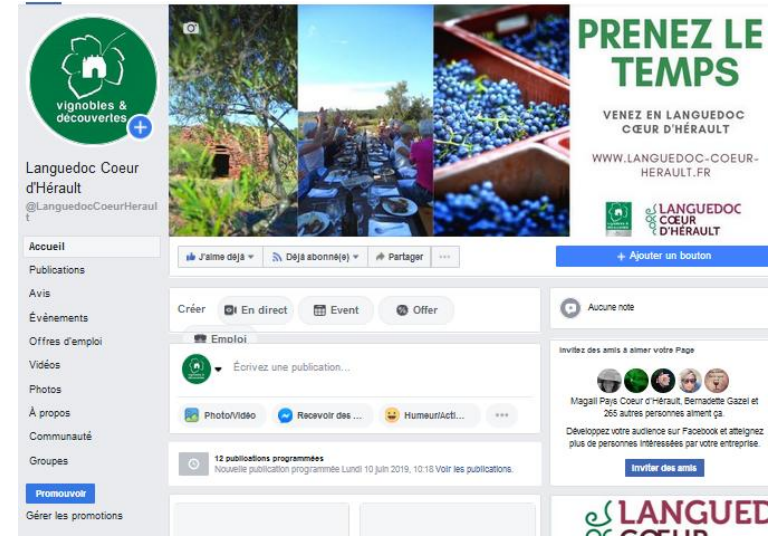 vignobles &
découvertes
Languedoc Coeur
d'Hérault
@LanguedocCoeurHeraul
t
Accueil
Publications
Avis
Évènements
Offres d'emploi
Vidéos
Photos
À propos
Communauté
Groupes
Promouvoir
Gérer les promotions
PRENEZ LE
TEMPS
VENEZ EN LANGUEDOC
CŒUR D'HÉRAULT
WWW.LANGUEDOC-COEUR-
HERAULT.FR
LANGUEDOC
CŒUR
D'HÉRAULT
J'aime déjà
Déjà abonné(e)
Partager
+ Ajouter un bouton
Créer
En direct
Event
Offer
Emploi
Écrivez une publication...
Photo/Vidéo
Recevoir des ...
Humeur/Acti...
12 publications programmées
Nouvelle publication programmée Lundi 10 juin 2019, 10:18 Voir les publications.
Aucune note
Invitez des amis à aimer votre Page
Magali Pays Coeur d'Hérault, Bernadette Gazel et
265 autres personnes aiment ça.
Développez votre audience sur Facebook et atteignez
plus de personnes intéressées par votre entreprise.
Inviter des amis
LANGUED
CŒUR